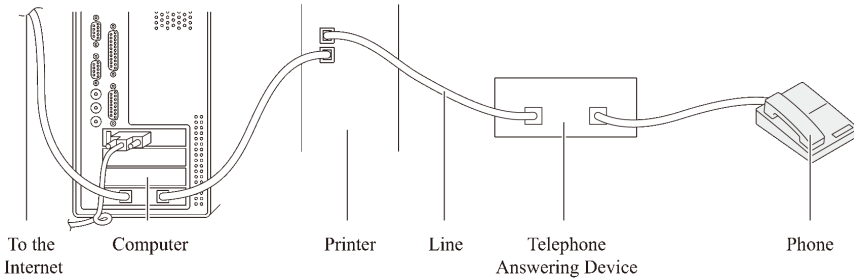 To the
Internet
Computer
Printer
Line
Telephone
Answering Device
Phone